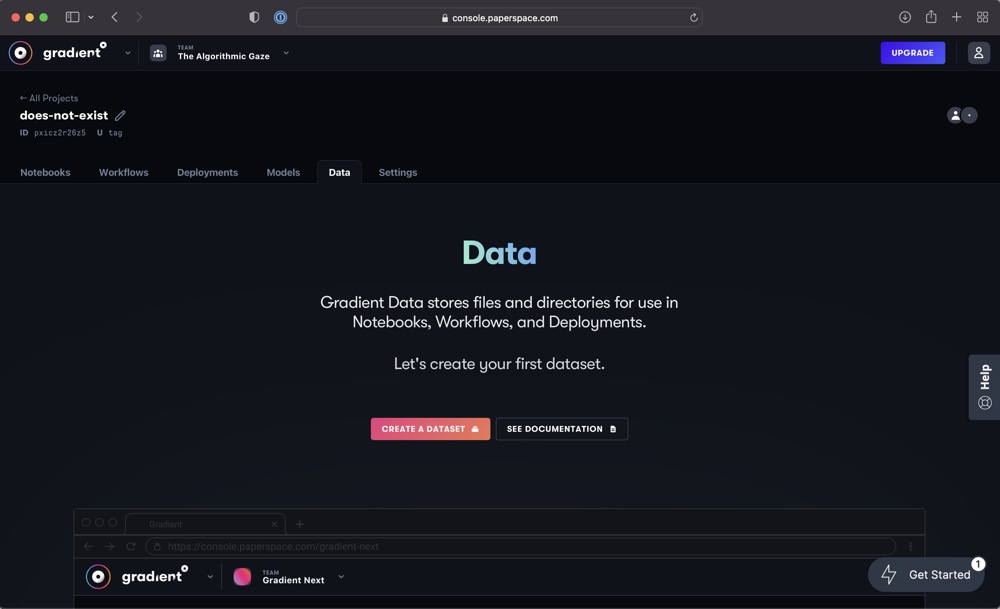 console.paperspace.com
gradient
TEAM
The Algorithmic Gaze
UPGRADE
← All Projects
does-not-exist
ID pxicz2r26z5 U tag
Notebooks Workflows Deployments Models Data Settings
Data
Gradient Data stores files and directories for use in
Notebooks, Workflows, and Deployments.
Let's create your first dataset.
CREATE A DATASET
SEE DOCUMENTATION
Help
Gradient
https://console.paperspace.com/gradient-next
gradient
TEAM
Gradient Next
Get Started
1